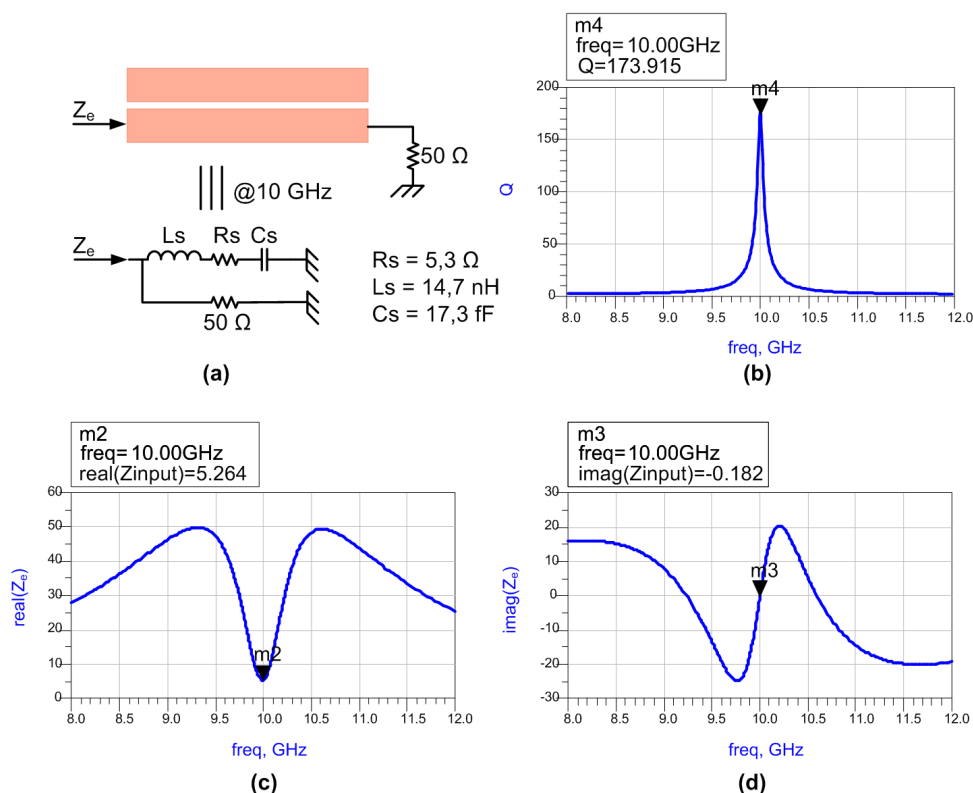 Zₑ
50 Ω
@10 GHz
Zₑ
Ls Rs Cs
50 Ω
Rs = 5,3 Ω
Ls = 14,7 nH
Cs = 17,3 fF
(a)
m4
freq= 10.00GHz
Q=173.915
200
150
100
50
0
Q
m4
8.0 8.5 9.0 9.5 10.0 10.5 11.0 11.5 12.0
freq, GHz
(b)
m2
freq= 10.00GHz
real(Zinput)=5.264
60
50
40
30
20
10
0
real(Zₑ)
m2
8.0 8.5 9.0 9.5 10.0 10.5 11.0 11.5 12.0
freq, GHz
(c)
m3
freq= 10.00GHz
imag(Zinput)=-0.182
30
20
10
0
-10
-20
-30
imag(Zₑ)
m3
8.0 8.5 9.0 9.5 10.0 10.5 11.0 11.5 12.0
freq, GHz
(d)